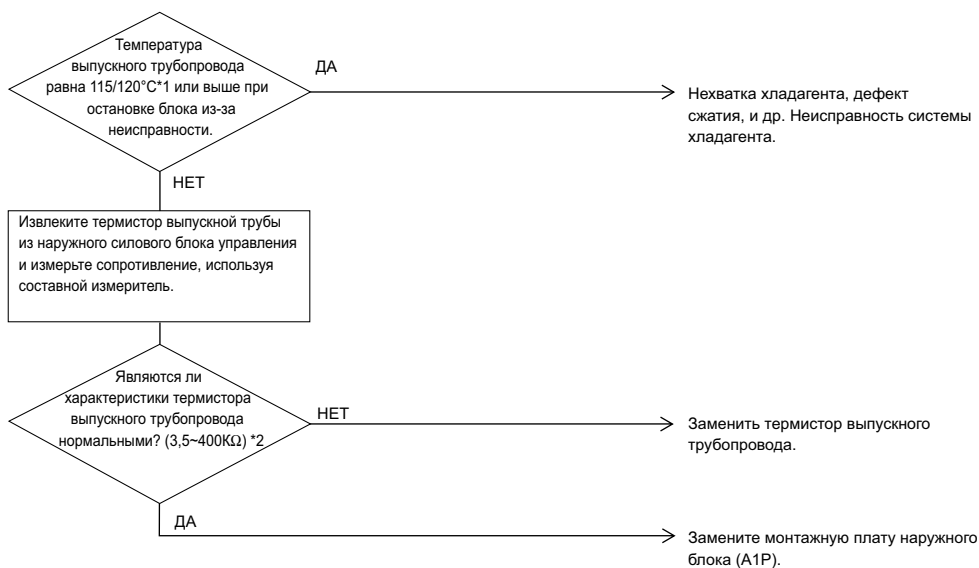 Температура
выпускного трубопровода
равна 115/120°C*1 или выше при
остановке блока из-за
неисправности.
ДА
Нехватка хладагента, дефект
сжатия, и др. Неисправность системы
хладагента.
НЕТ
Извлеките термистор выпускной трубы
из наружного силового блока управления
и измерьте сопротивление, используя
составной измеритель.
Являются ли
характеристики термистора
выпускного трубопровода
нормальными? (3,5~400KΩ) *2
НЕТ
Заменить термистор выпускного
трубопровода.
ДА
Замените монтажную плату наружного
блока (A1P).